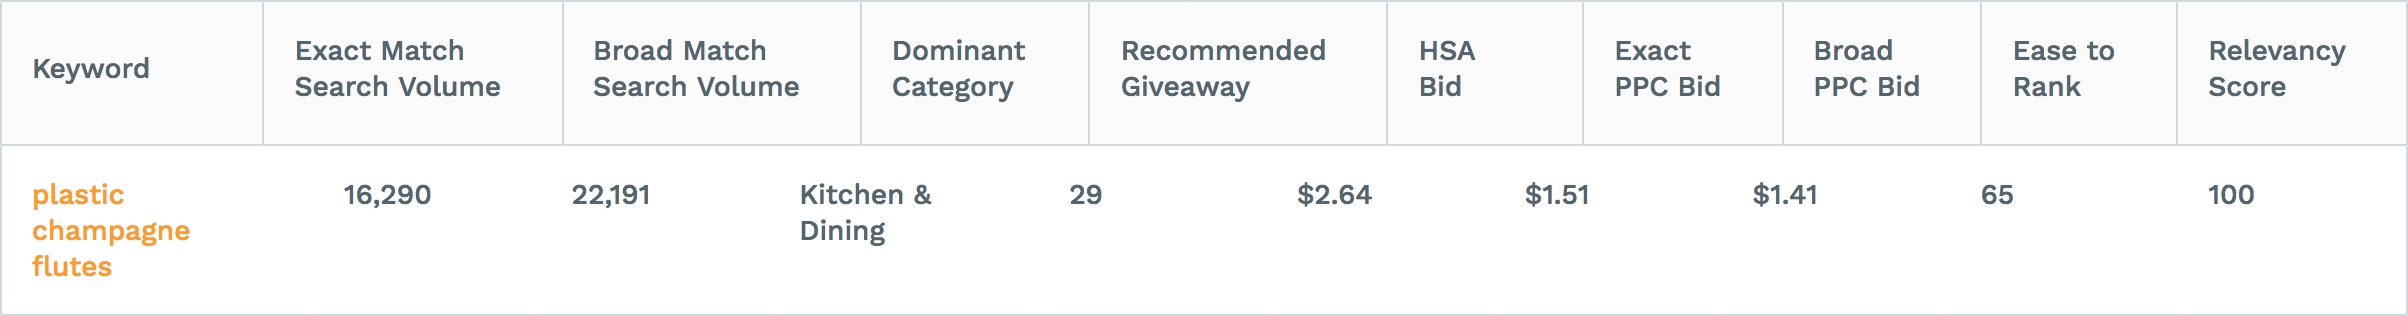 Keyword
Exact Match
Search Volume
Broad Match
Search Volume
Dominant
Category
Recommended
Giveaway
HSA
Bid
Exact
PPC Bid
Broad
PPC Bid
Ease to
Rank
Relevancy
Score
plastic
champagne
flutes
16,290
22,191
Kitchen &
Dining
29
$2.64
$1.51
$1.41
65
100